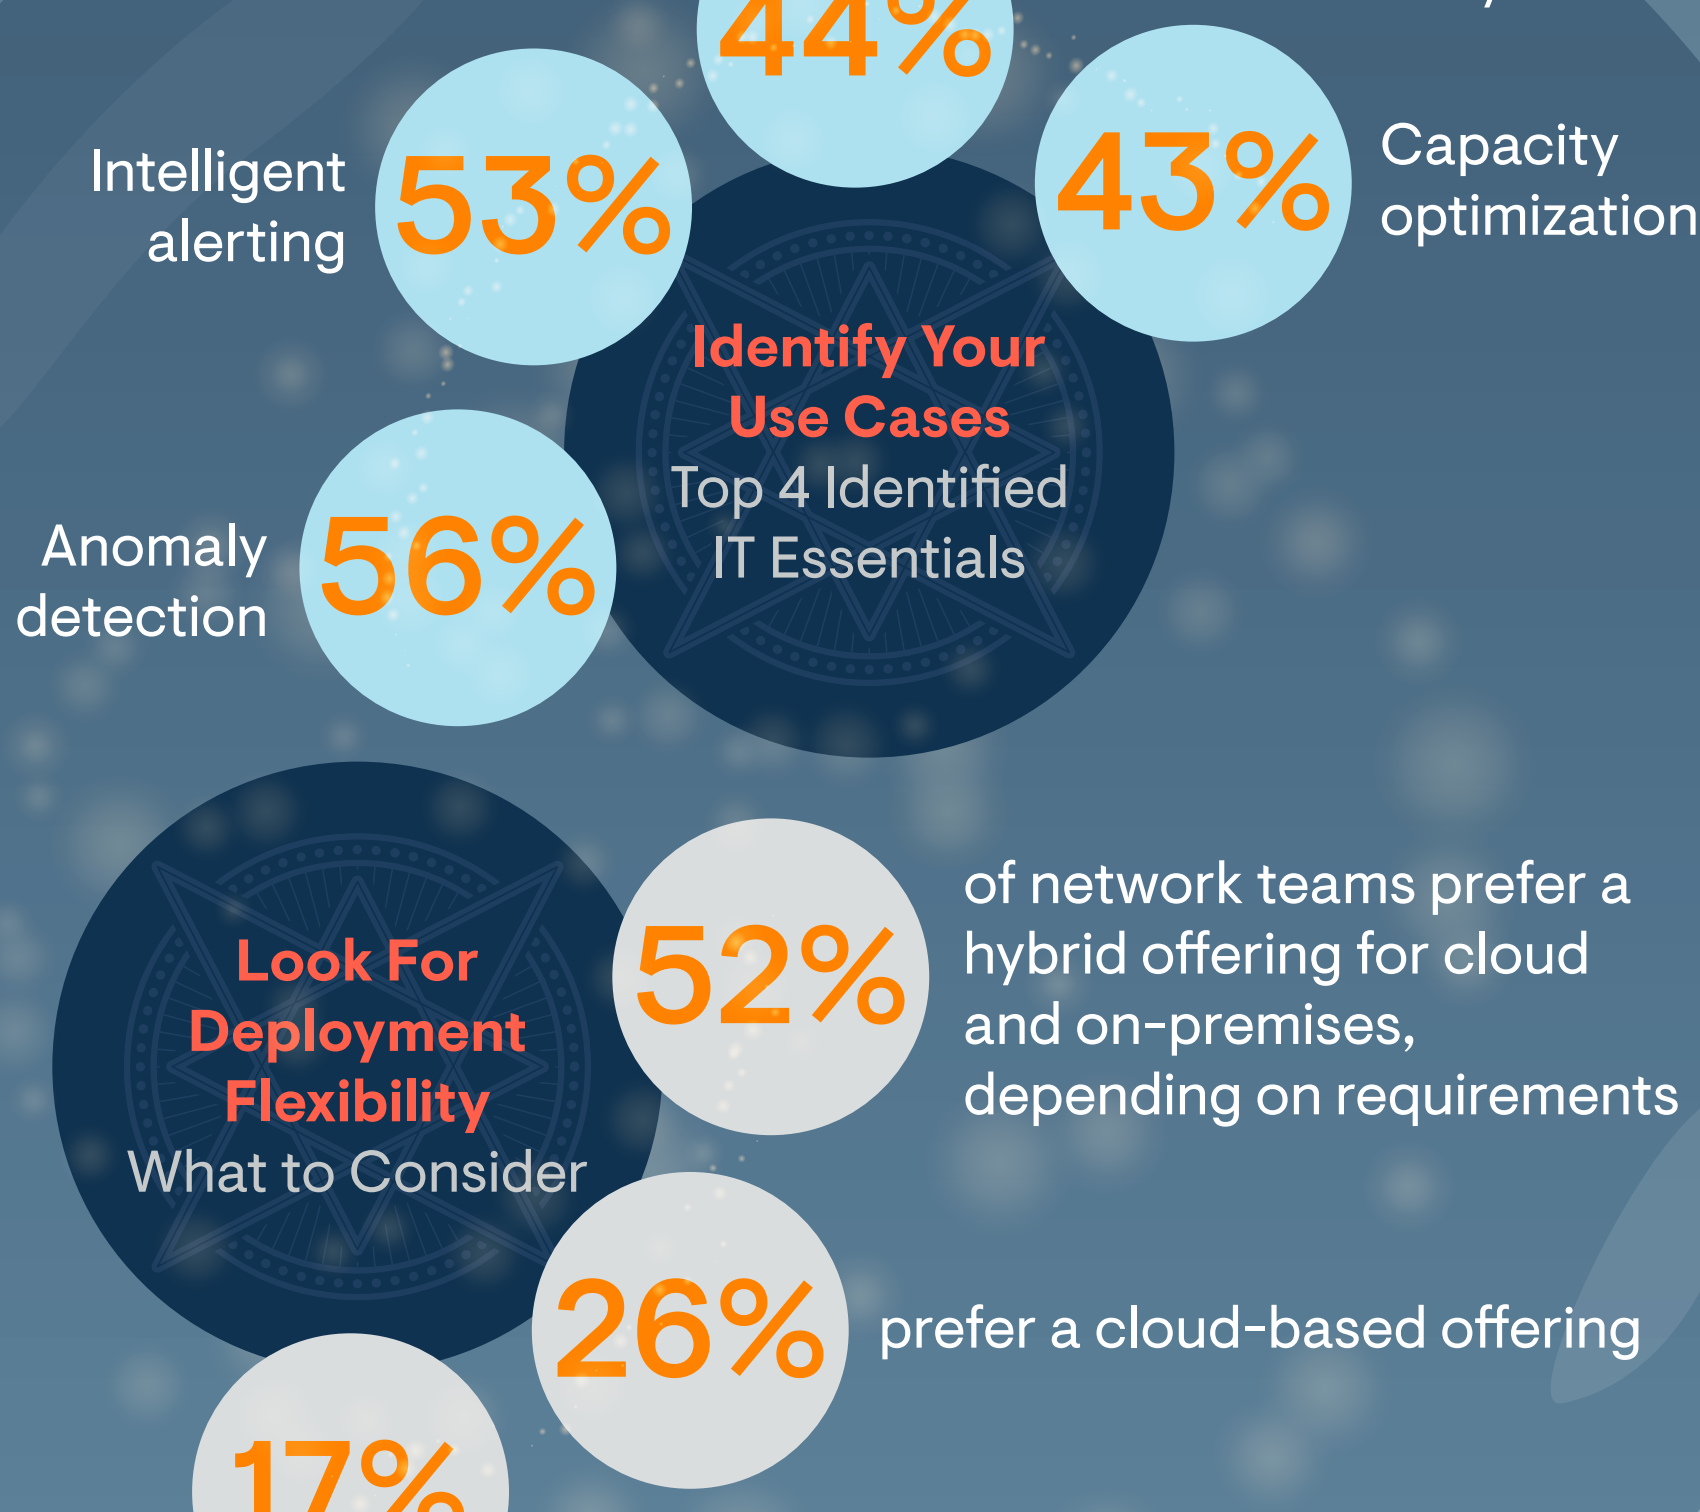 44%
53%
Intelligent
alerting
43%
Capacity
optimization
Identify Your
Use Cases
Top 4 Identified
IT Essentials
56%
Anomaly
detection
Look For
Deployment
Flexibility
What to Consider
52%
of network teams prefer a
hybrid offering for cloud
and on-premises,
depending on requirements
26%
prefer a cloud-based offering
17%